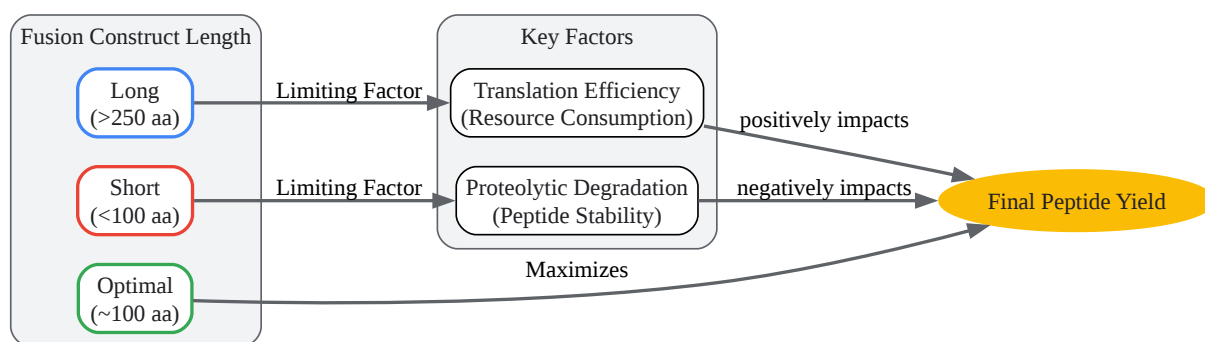 Fusion Construct Length
Key Factors
Long
(>250 aa)
Limiting Factor
Translation Efficiency
(Resource Consumption)
positively impacts
Short
(<100 aa)
Limiting Factor
Proteolytic Degradation
(Peptide Stability)
negatively impacts
Final Peptide Yield
Optimal
(~100 aa)
Maximizes